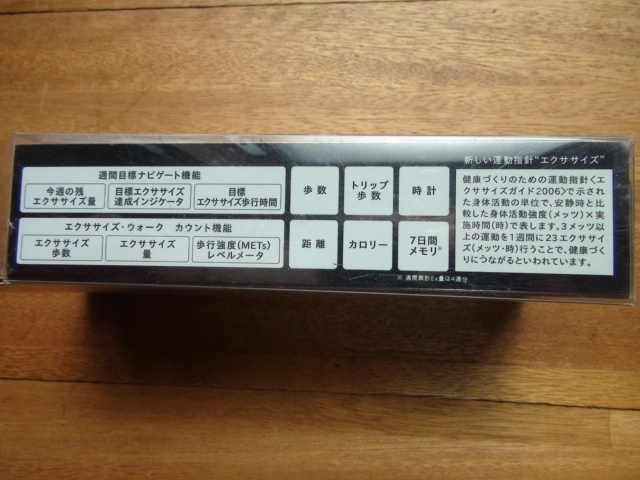 週間目標ナビゲート機能
今週の残
エクササイズ量
目標エクササイズ
達成インジケータ
目標
エクササイズ歩行時間
エクササイズ・ウォーク カウント機能
エクササイズ
歩数
エクササイズ
量
歩行強度(METs)
レベルメータ
歩数
トリップ
歩数
時計
距離
カロリー
7日間
メモリ※
※ 週間累計Ex量は4週分
新しい運動指針“エクササイズ”
健康づくりのための運動指針〈エ
クササイズガイド2006〉で示され
た身体活動の単位で、安静時と比
較した身体活動強度(メッツ)×実
施時間(時)で表します。3メッツ以
上の運動を1週間に23エクササイ
ズ(メッツ・時)行うことで、健康づく
りにつながるといわれています。